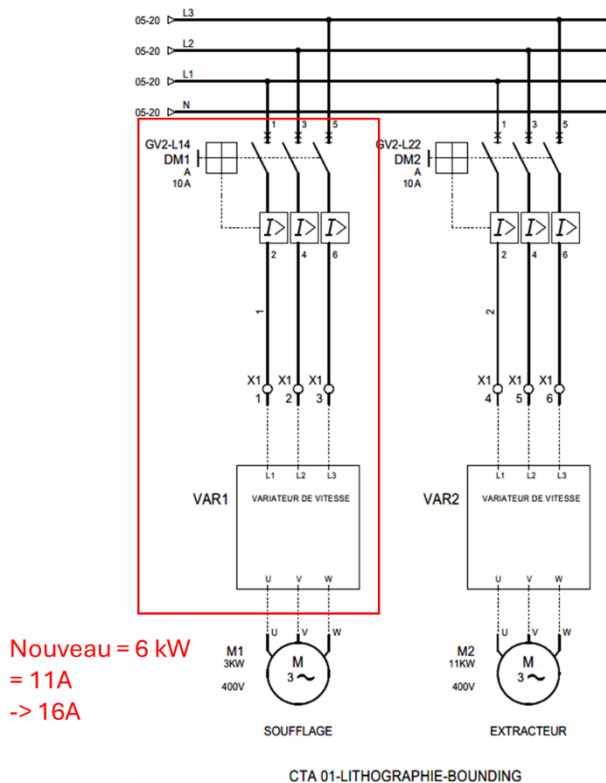 05-20 L3
05-20 L2
05-20 L1
05-20 N
1 3 5 1 3 5
GV2-L14 GV2-L22
DM1 DM2
A A
10A 10A
I> I> I> I> I> I>
2 4 6 2 4 6
1 2
X1 X1 X1 X1 X1 X1
1 2 3 4 5 6
L1 L2 L3 L1 L2 L3
VAR1 VARIATEUR DE VITESSE VAR2 VARIATEUR DE VITESSE
U V W U V W
U V W U V W
Nouveau = 6 kW
= 11A
-> 16A
M1 M M2 M
3KW 3 ~ 11KW 3 ~
400V 400V
SOUFFLAGE EXTRACTEUR
CTA 01-LITHOGRAPHIE-BOUNDING